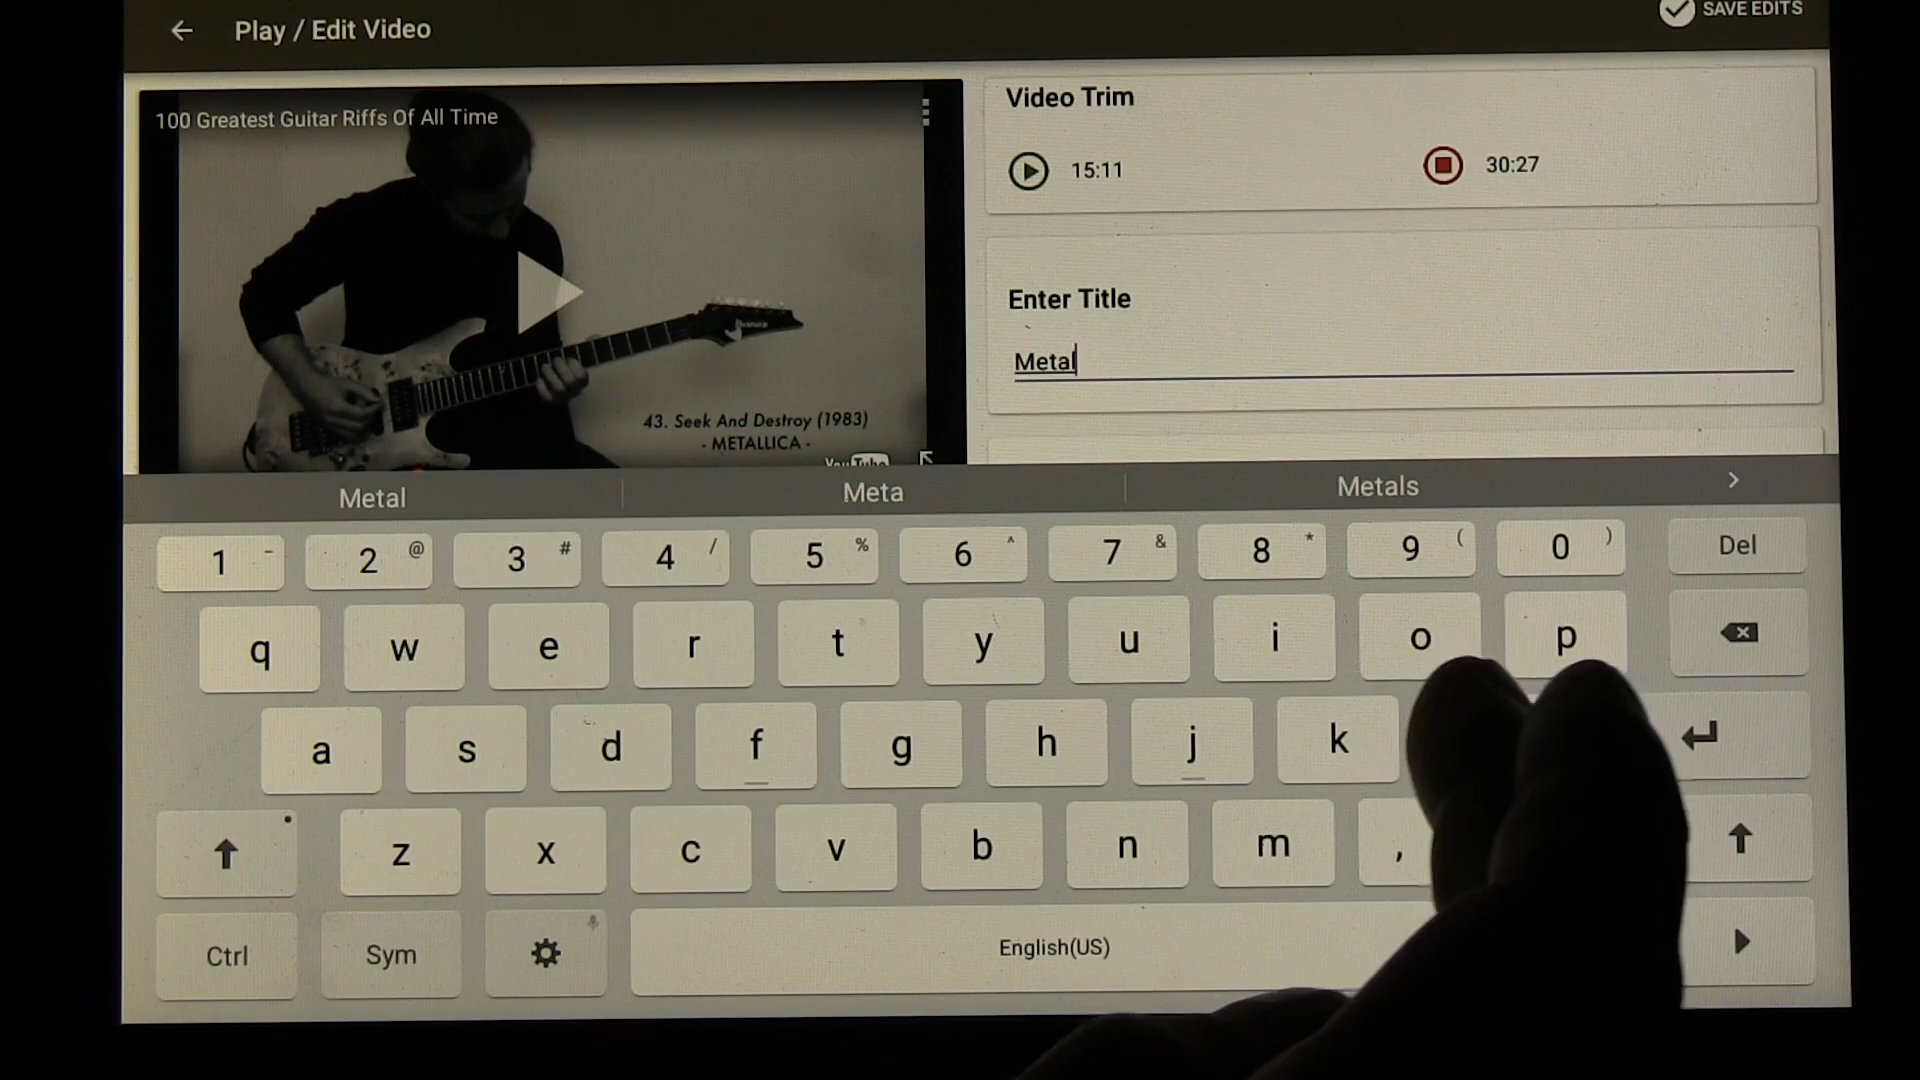 Play / Edit Video
SAVE EDITS
100 Greatest Guitar Riffs Of All Time
43. Seek And Destroy (1983)
- METALLICA -
YouTube
Video Trim
15:11
30:27
Enter Title
Metal
Metal Meta Metals
1 - 2 @ 3 # 4 / 5 % 6 ^ 7 & 8 * 9 ( 0 ) Del
q w e r t y u i o p
a s d f g h j k
z x c v b n m ,
Ctrl Sym English(US)